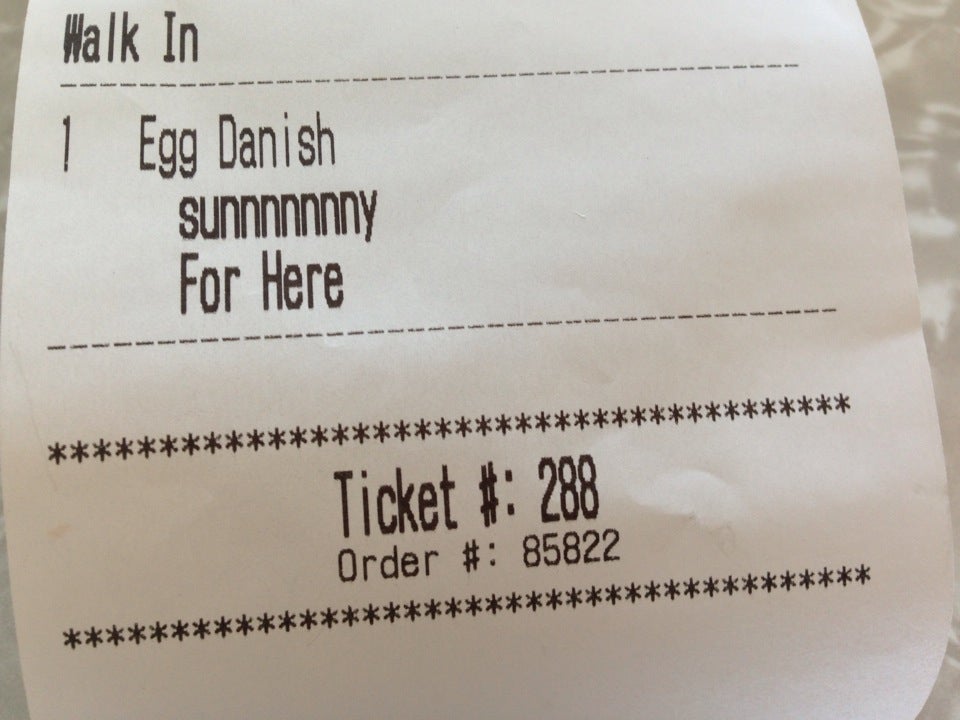 Walk In
--------------------------------------
1 Egg Danish
sunnnnnnny
For Here
--------------------------------------
**************************************
Ticket #: 288
Order #: 85822
**************************************